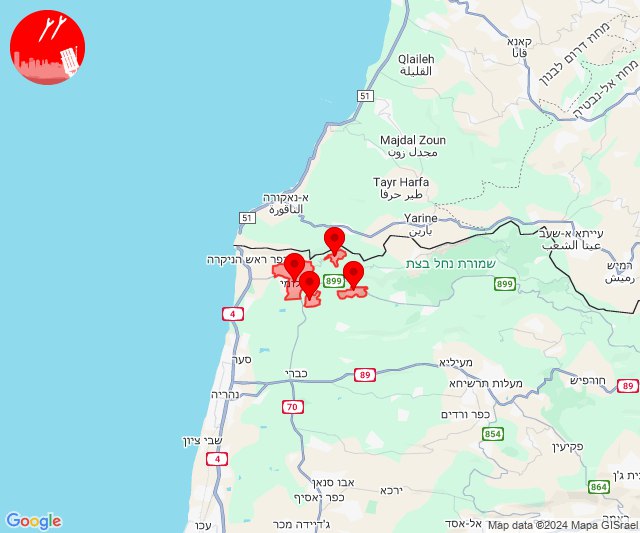 קאנא
قانا
מחוז דרום לבנון
מחוז אל-נבטיה
Qlaileh
القليلة
51
Majdal Zoun
مجدل زون
Tayr Harfa
طير حرفا
א-נאקורה
الناقورة
51
Yarine
يارين
עייתא א-שעב
عيتا الشعب
רמיש
رميش
כפר ראש הניקרה
שמורת נחל בצת
899
899
4
סער
כברי
89
מעיליא
חורפיש
89
נהריה
מעלות תרשיחא
70
כפר ורדים
854
שבי ציון
פקיעין
4
אבו סנאן
ירכא
864
כפר יאסיף
עכו
ג'דיידה מכר
אל-אסד
Google
Map data ©2024 Mapa GISrael